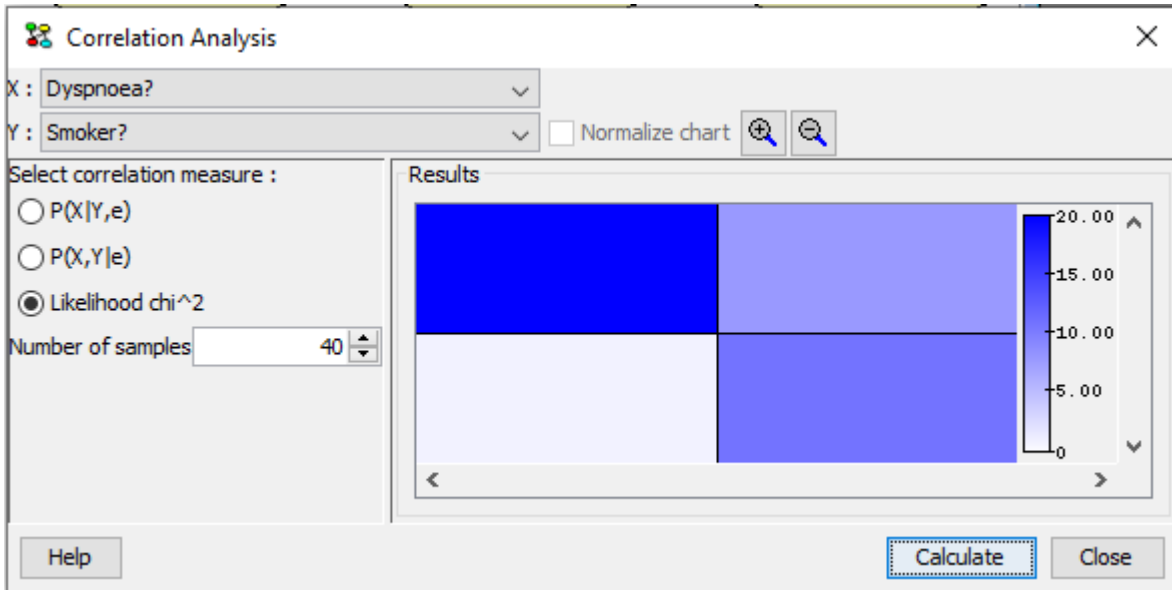 Correlation Analysis
X : Dyspnoea?
Y : Smoker?
Normalize chart
Select correlation measure :
P(X|Y,e)
P(X,Y|e)
Likelihood chi^2
Number of samples 40
Results
20.00
15.00
10.00
5.00
0
Help
Calculate
Close